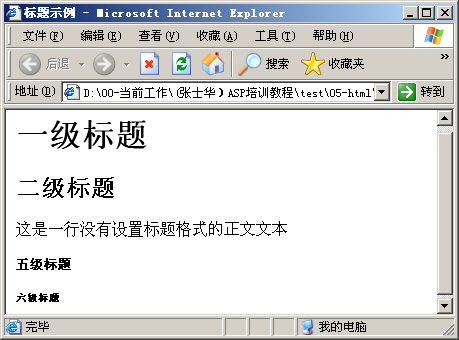 标题示例 - Microsoft Internet Explorer
文件(F) 编辑(E) 查看(V) 收藏(A) 工具(T) 帮助(H)
后退 搜索 收藏夹 »
地址(D) D:\00-当前工作\(张士华)ASP培训教程\test\05-html 转到
一级标题
二级标题
这是一行没有设置标题格式的正文文本
五级标题
六级标题
完毕 我的电脑